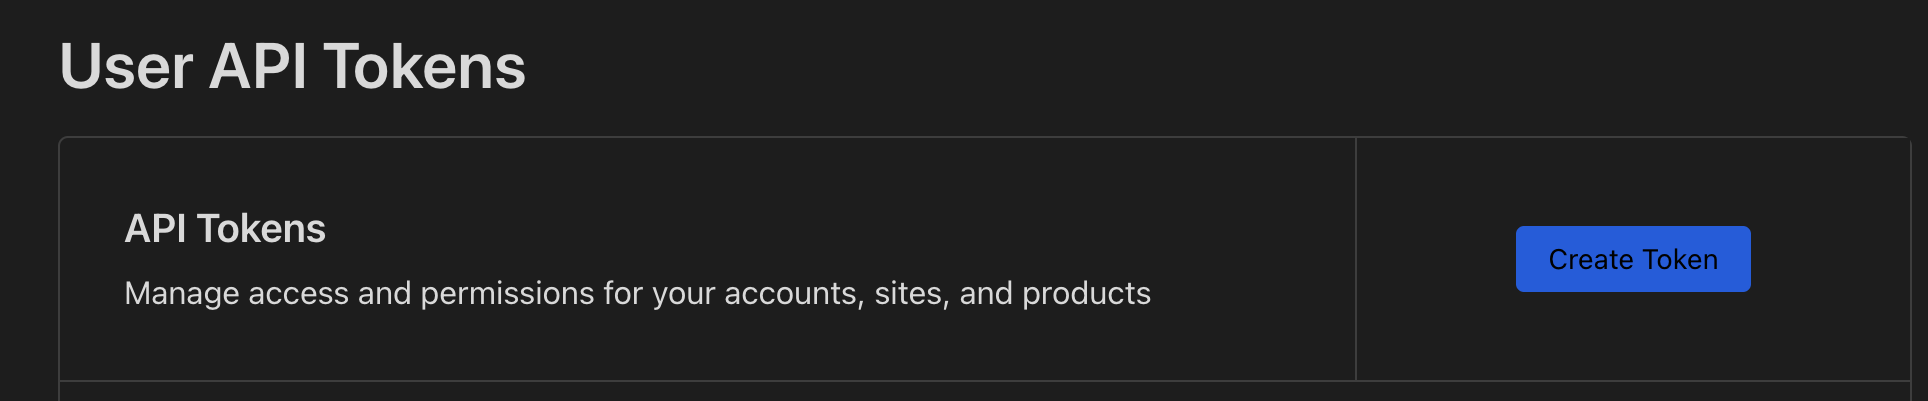 User API Tokens
API Tokens
Manage access and permissions for your accounts, sites, and products
Create Token